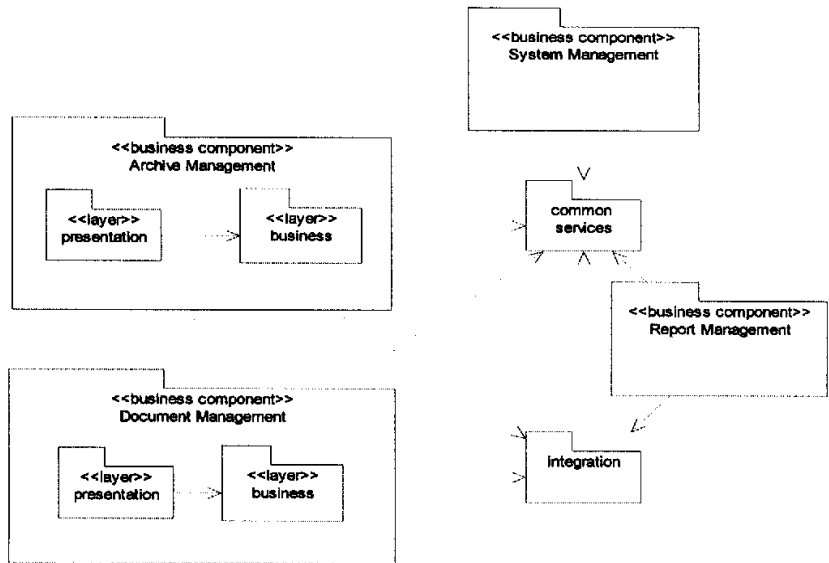 <<business component>>
System Management
<<business component>>
Archive Management
<<layer>>
presentation
<<layer>>
business
common
services
<<business component>>
Report Management
<<business component>>
Document Management
<<layer>>
presentation
<<layer>>
business
integration